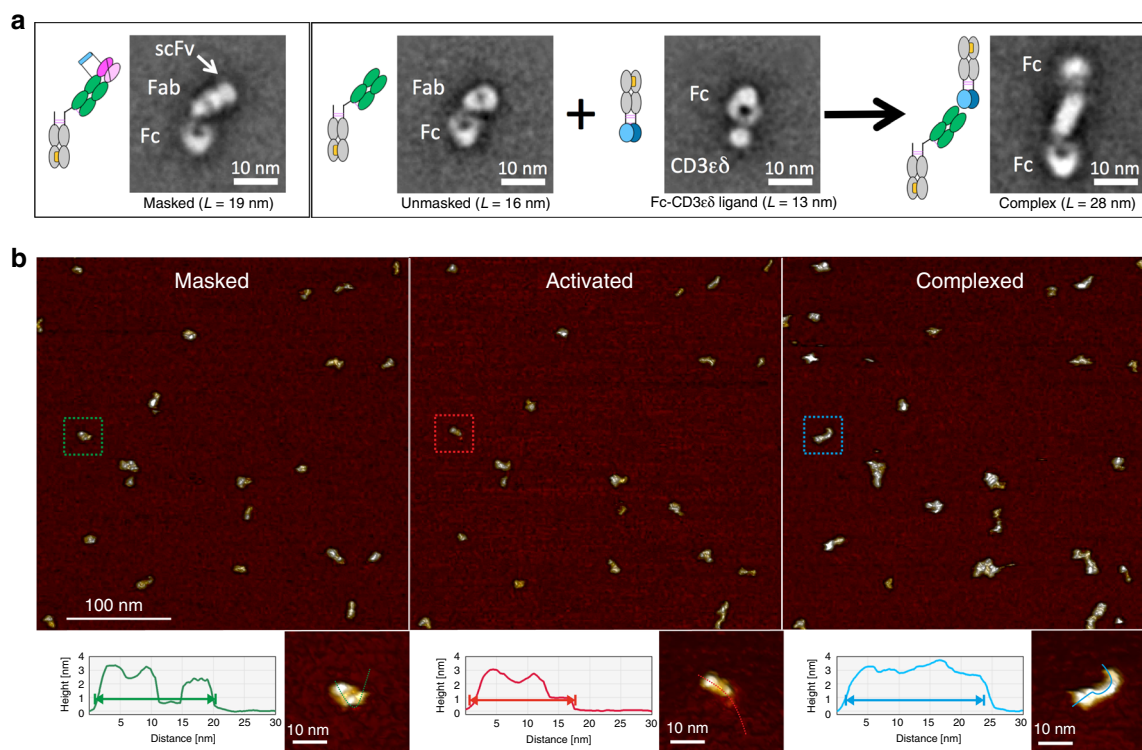 a
scFv
Fab
Fc
10 nm
Masked (L = 19 nm)
Fab
Fc
10 nm
Unmasked (L = 16 nm)
+
Fc
CD3εδ
10 nm
Fc-CD3εδ ligand (L = 13 nm)
Fc
Fc
10 nm
Complex (L = 28 nm)
b
Masked
Activated
Complexed
100 nm
Height [nm]
4
3
2
1
0
5
10
15
20
25
30
Distance [nm]
10 nm
Height [nm]
4
3
2
1
0
5
10
15
20
25
30
Distance [nm]
10 nm
Height [nm]
4
3
2
1
0
5
10
15
20
25
30
Distance [nm]
10 nm